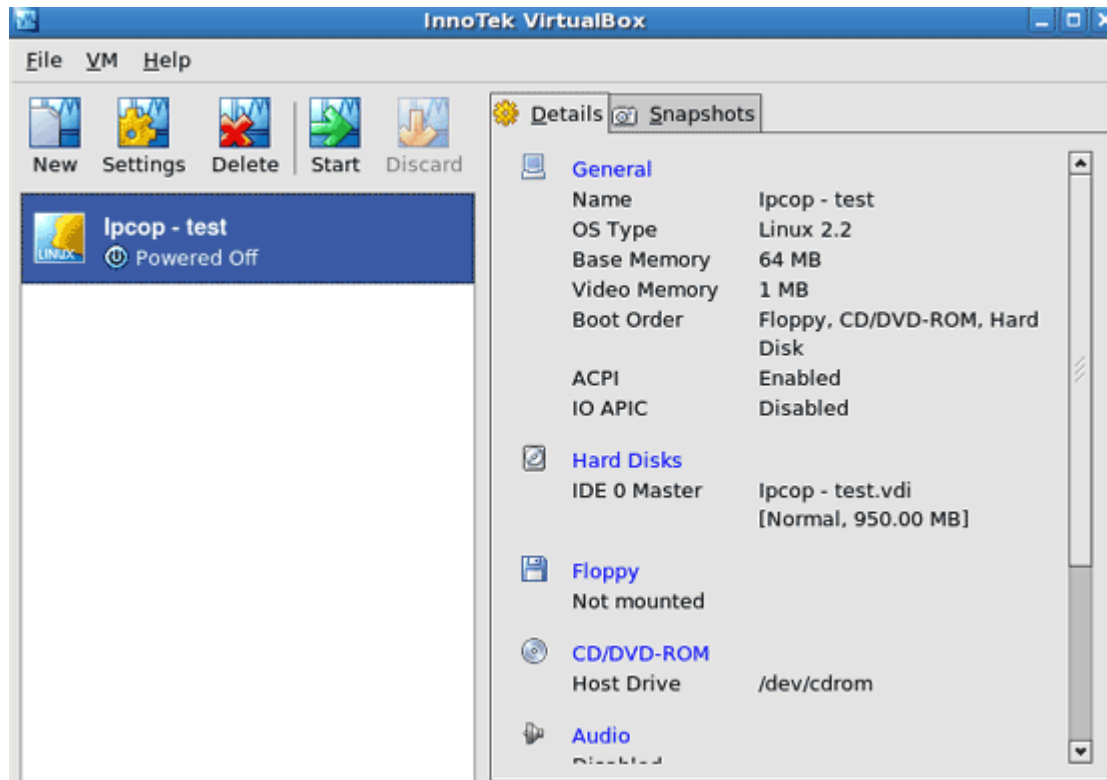 InnoTek VirtualBox
File VM Help
New Settings Delete Start Discard
Ipcop - test
LINUX
Powered Off
Details Snapshots
General
Name Ipcop - test
OS Type Linux 2.2
Base Memory 64 MB
Video Memory 1 MB
Boot Order Floppy, CD/DVD-ROM, Hard
Disk
ACPI Enabled
IO APIC Disabled
Hard Disks
IDE 0 Master Ipcop - test.vdi
[Normal, 950.00 MB]
Floppy
Not mounted
CD/DVD-ROM
Host Drive /dev/cdrom
Audio
Disabled